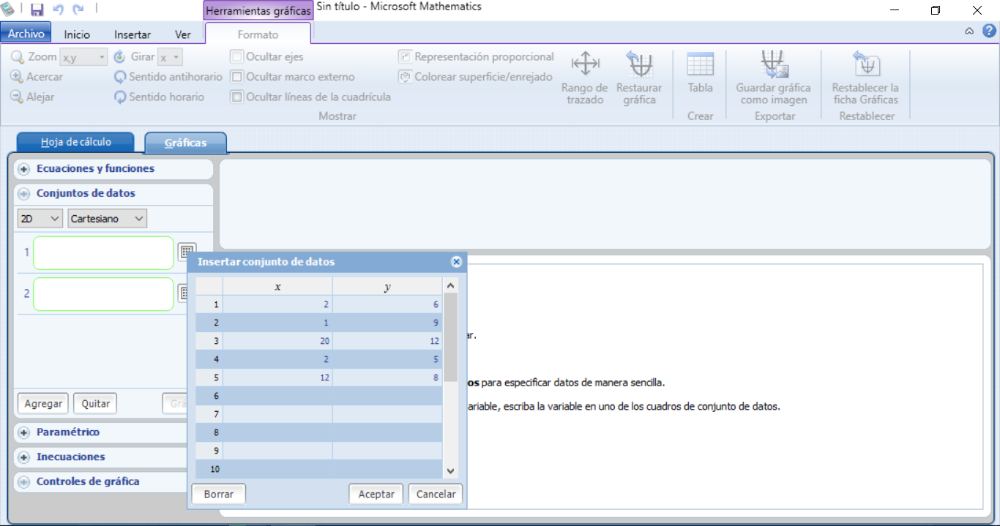 Herramientas gráficas
Sin título - Microsoft Mathematics
Archivo Inicio Insertar Ver Formato
Zoom x,y Girar x Ocultar ejes Representación proporcional
Acercar Sentido antihorario Ocultar marco externo Colorear superficie/enrejado
Alejar Sentido horario Ocultar líneas de la cuadrícula
Rango de trazado
Restaurar gráfica
Tabla
Guardar gráfica como imagen
Restablecer la ficha Gráficas
Mostrar Crear Exportar Restablecer
Hoja de cálculo Gráficas
Ecuaciones y funciones
Conjuntos de datos
2D Cartesiano
1
2
Agregar Quitar Grá
Paramétrico
Inecuaciones
Controles de gráfica
Insertar conjunto de datos
x y
1 2 6
2 1 9
3 20 12
4 2 5
5 12 8
6
7
8
9
10
Borrar Aceptar Cancelar
ar.
os para especificar datos de manera sencilla.
ariable, escriba la variable en uno de los cuadros de conjunto de datos.